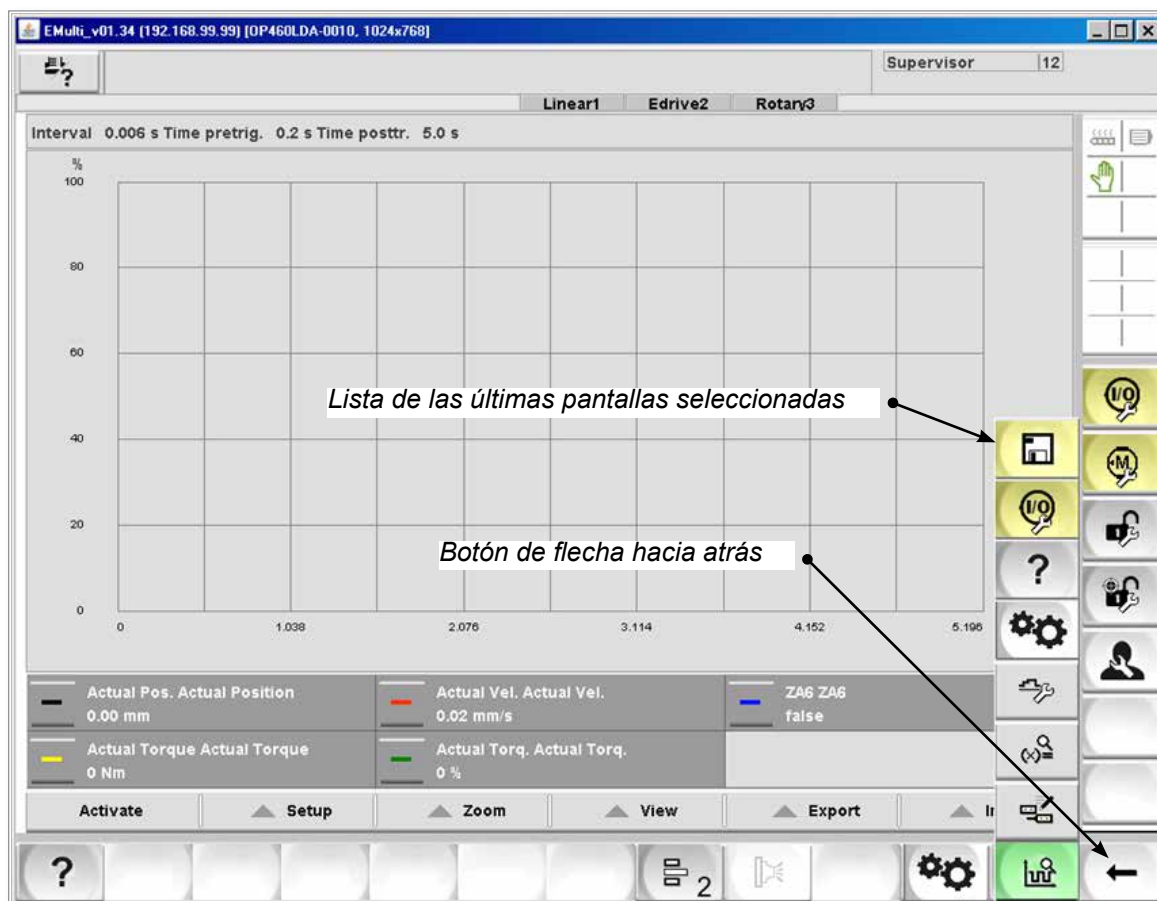 EMulti_v01.34 [192.168.99.99] [OP460LDA-0010, 1024x768]
?
Supervisor 12
Linear1 Edrive2 Rotary3
Interval 0.006 s Time pretrig. 0.2 s Time posttr. 5.0 s
%
100
80
60
40
20
0
0 1.038 2.076 3.114 4.152 5.196
Lista de las últimas pantallas seleccionadas
Botón de flecha hacia atrás
I/O
M
I/O
?
(x)=
Actual Pos. Actual Position
0.00 mm
Actual Vel. Actual Vel.
0.02 mm/s
ZA6 ZA6
false
Actual Torque Actual Torque
0 Nm
Actual Torq. Actual Torq.
0 %
Activate Setup Zoom View Export
? 2